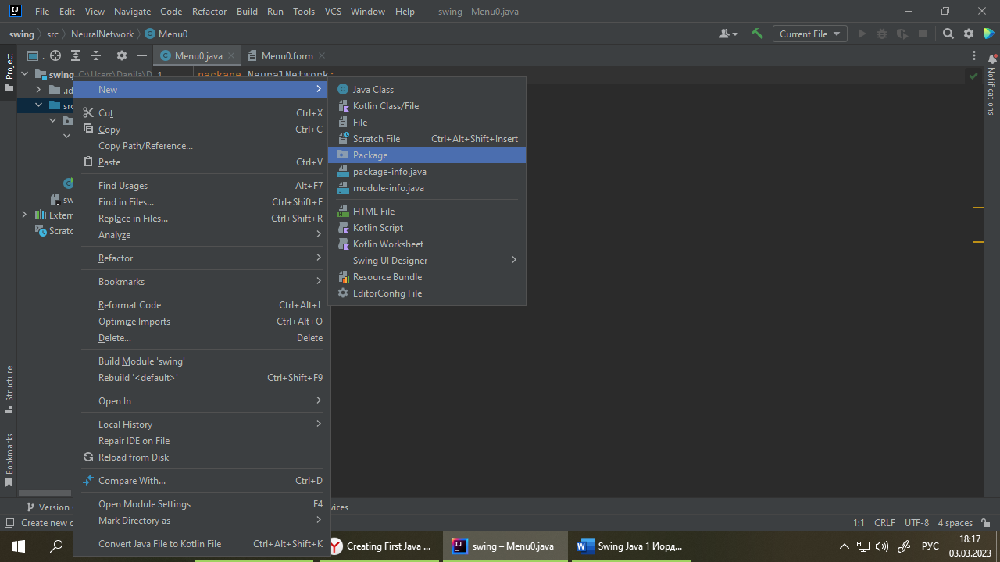 File Edit View Navigate Code Refactor Build Run Tools VCS Window Help swing - Menu0.java
swing src NeuralNetwork Menu0 Current File
Project Menu0.java Menu0.form
swing C:\Users\Danila\D 1 package NeuralNetwork;
.id
src
sw
Extern
Scratc
New
Cut Ctrl+X
Copy Ctrl+C
Copy Path/Reference...
Paste Ctrl+V
Find Usages Alt+F7
Find in Files... Ctrl+Shift+F
Replace in Files... Ctrl+Shift+R
Analyze
Refactor
Bookmarks
Reformat Code Ctrl+Alt+L
Optimize Imports Ctrl+Alt+O
Delete... Delete
Build Module 'swing'
Rebuild '<default>' Ctrl+Shift+F9
Open In
Local History
Repair IDE on File
Reload from Disk
Compare With... Ctrl+D
Open Module Settings F4
Mark Directory as
Convert Java File to Kotlin File Ctrl+Alt+Shift+K
Java Class
Kotlin Class/File
File
Scratch File Ctrl+Alt+Shift+Insert
Package
package-info.java
module-info.java
HTML File
Kotlin Script
Kotlin Worksheet
Swing UI Designer
Resource Bundle
EditorConfig File
Notifications
Structure
Bookmarks
Version vices
Create new 1:1 CRLF UTF-8 4 spaces
Creating First Java ... swing – Menu0.java Swing Java 1 Иорд... РУС 18:17
03.03.2023